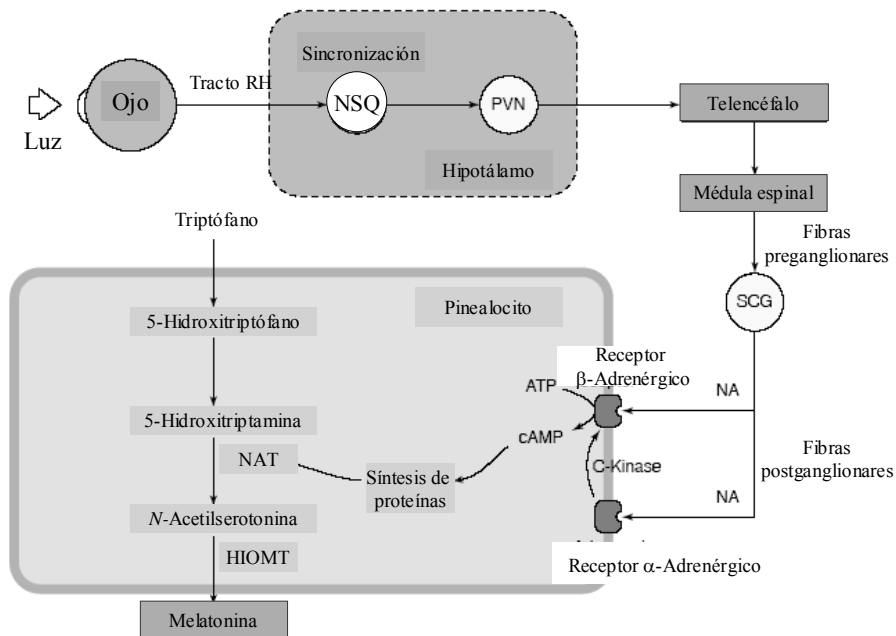 Sincronización
Tracto RH
Ojo
NSQ
PVN
Telencéfalo
Luz
Hipotálamo
Médula espinal
Triptófano
Fibras
preganglionares
SCG
Pinealocito
5-Hidroxitriptófano
Receptor
β-Adrenérgico
ATP
NA
5-Hidroxitriptamina
cAMP
NAT
Síntesis de
proteínas
C-Kinase
Fibras
postganglionares
NA
N-Acetilserotonina
HIOMT
Receptor α-Adrenérgico
Melatonina